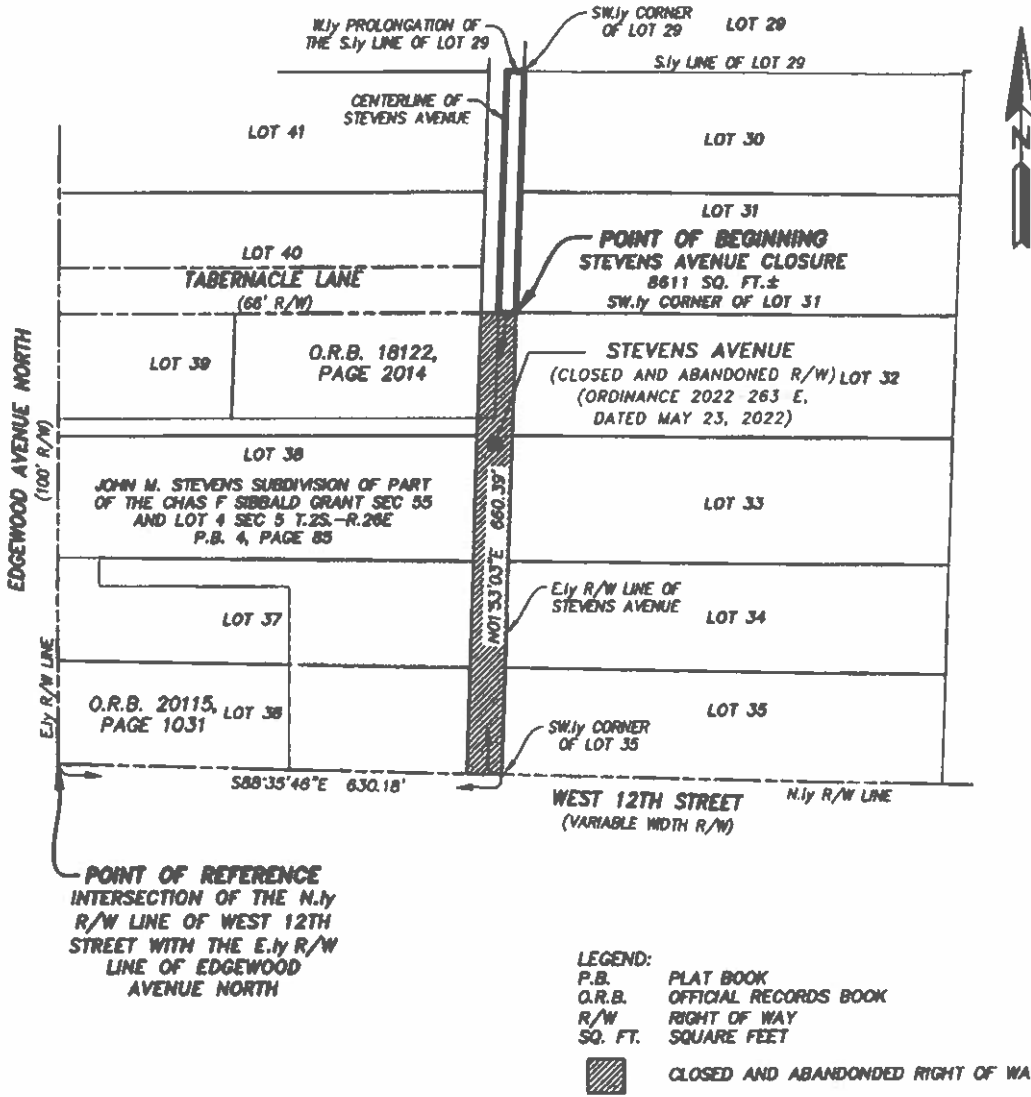 W.ly PROLONGATION OF
THE S.ly LINE OF LOT 29
SW.ly CORNER
OF LOT 29
LOT 29
S.ly LINE OF LOT 29
CENTERLINE OF
STEVENS AVENUE
LOT 41
LOT 30
N
LOT 31
LOT 40
POINT OF BEGINNING
STEVENS AVENUE CLOSURE
8611 SQ. FT.±
SW.ly CORNER OF LOT 31
TABERNACLE LANE
(66' R/W)
LOT 39
O.R.B. 18122,
PAGE 2014
STEVENS AVENUE
(CLOSED AND ABANDONED R/W)
LOT 32
(ORDINANCE 2022 263 E,
DATED MAY 23, 2022)
EDGEWOOD AVENUE NORTH
(100' R/W)
LOT 38
JOHN M. STEVENS SUBDIVISION OF PART
OF THE CHAS F SIBBALD GRANT SEC 55
AND LOT 4 SEC 5 T.2S.-R.26E
P.B. 4, PAGE 85
LOT 33
N01°53'03"E 660.39'
E.ly R/W LINE OF
STEVENS AVENUE
LOT 37
LOT 34
E.ly R/W LINE
O.R.B. 20115,
PAGE 1031
LOT 36
SW.ly CORNER
OF LOT 35
LOT 35
S88°35'46"E 630.18'
WEST 12TH STREET
(VARIABLE WIDTH R/W)
N.ly R/W LINE
POINT OF REFERENCE
INTERSECTION OF THE N.ly
R/W LINE OF WEST 12TH
STREET WITH THE E.ly R/W
LINE OF EDGEWOOD
AVENUE NORTH
LEGEND:
P.B. PLAT BOOK
O.R.B. OFFICIAL RECORDS BOOK
R/W RIGHT OF WAY
SQ. FT. SQUARE FEET
CLOSED AND ABANDONDED RIGHT OF WA